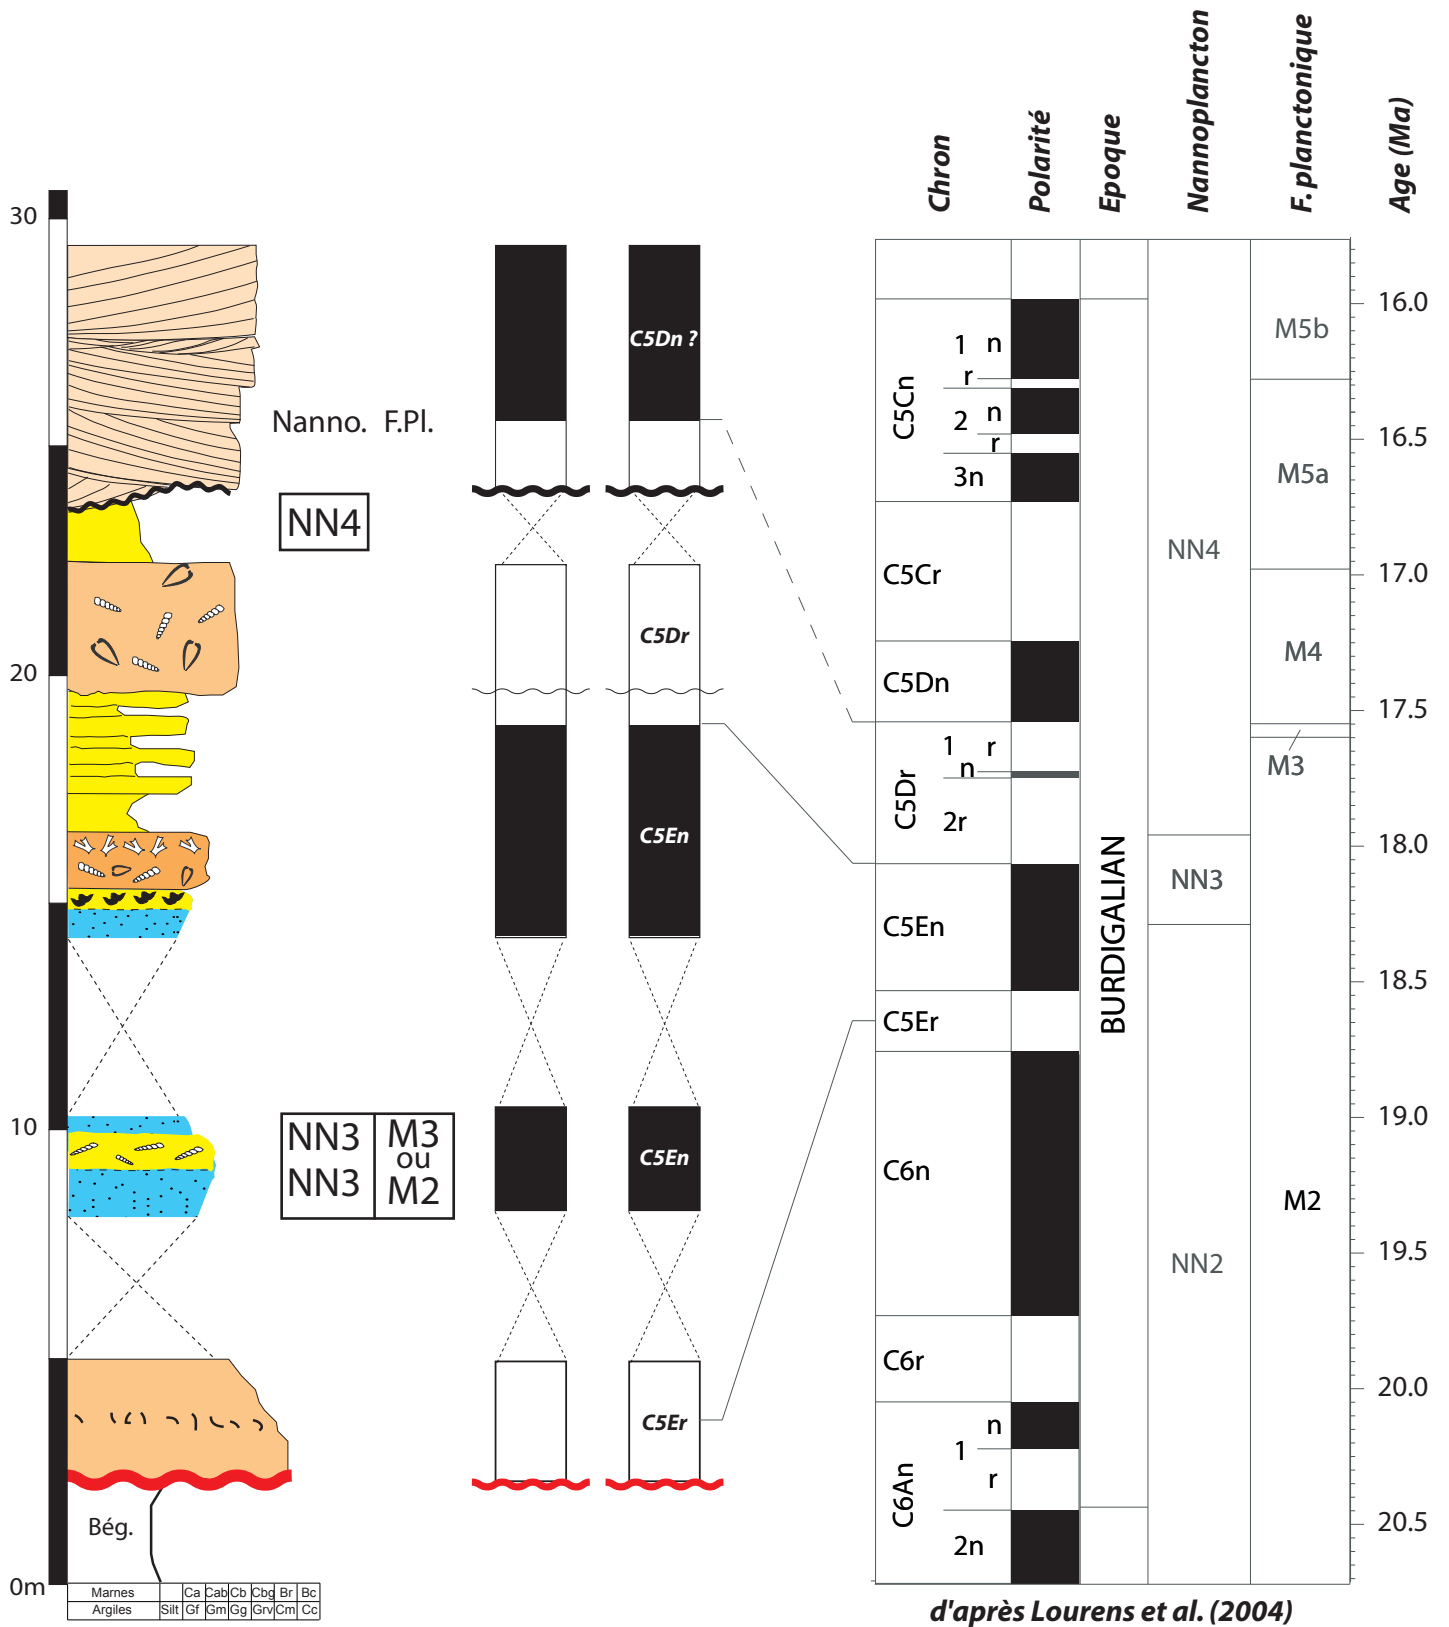 Chron
Polarité
Epoque
Nannoplancton
F. planctonique
Age (Ma)
30
20
10
0m
Bég.
Marnes Ca Cab Cb Cbg Br Bc
Argiles Silt Gf Gm Gg Grv Cm Cc
Nanno. F.Pl.
NN4
NN3 M3
ou
NN3 M2
C5Dn ?
C5Dr
C5En
C5En
C5Er
C5Cn
1 n
r
2 n
r
3n
C5Cr
C5Dn
C5Dr
1 r
n
2r
C5En
C5Er
C6n
C6r
C6An
n
1
r
2n
BURDIGALIAN
NN4
NN3
NN2
M5b
M5a
M4
M3
M2
16.0
16.5
17.0
17.5
18.0
18.5
19.0
19.5
20.0
20.5
d'après Lourens et al. (2004)